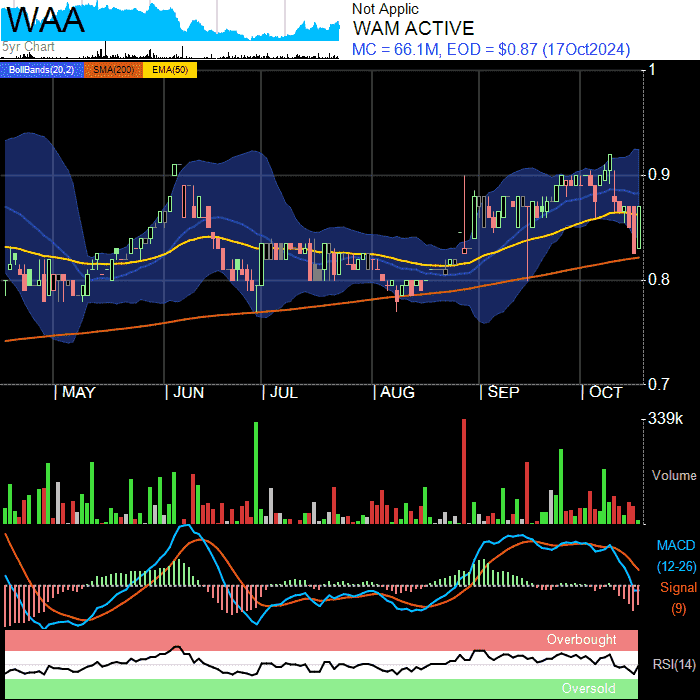 WAA
5yr Chart
Not Applic
WAM ACTIVE
MC = 66.1M, EOD = $0.87 (17Oct2024)
BollBands(20,2) SMA(200) EMA(50)
1
0.9
0.8
0.7
| MAY | JUN | JUL | AUG | SEP | OCT
339k
Volume
MACD
(12-26)
Signal
(9)
Overbought
RSI(14)
Oversold